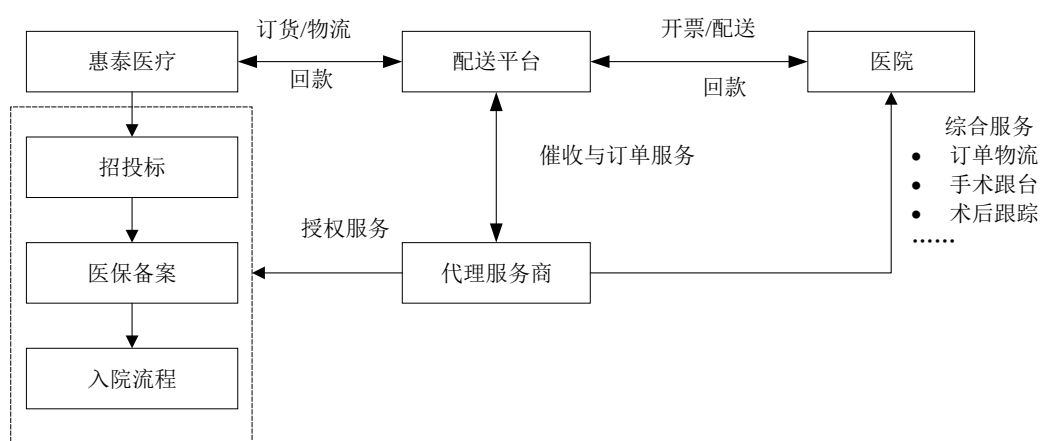 订货/物流
开票/配送
惠泰医疗
配送平台
医院
回款
回款
综合服务
招投标
催收与订单服务
● 订单物流
● 手术跟台
● 术后跟踪
……
授权服务
医保备案
代理服务商
入院流程